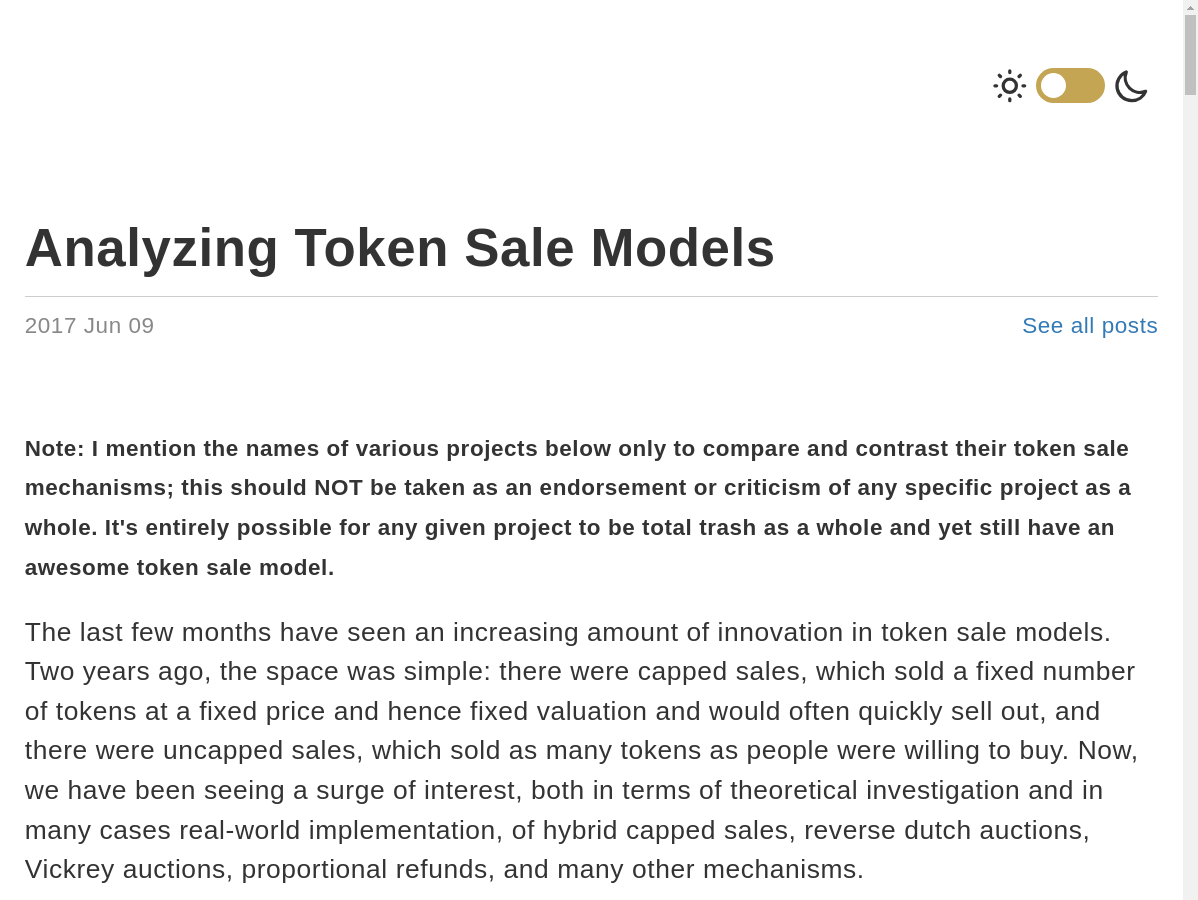 Analyzing Token Sale Models
2017 Jun 09
See all posts
Note: I mention the names of various projects below only to compare and contrast their token sale
mechanisms; this should NOT be taken as an endorsement or criticism of any specific project as a
whole. It's entirely possible for any given project to be total trash as a whole and yet still have an
awesome token sale model.
The last few months have seen an increasing amount of innovation in token sale models.
Two years ago, the space was simple: there were capped sales, which sold a fixed number
of tokens at a fixed price and hence fixed valuation and would often quickly sell out, and
there were uncapped sales, which sold as many tokens as people were willing to buy. Now,
we have been seeing a surge of interest, both in terms of theoretical investigation and in
many cases real-world implementation, of hybrid capped sales, reverse dutch auctions,
Vickrey auctions, proportional refunds, and many other mechanisms.